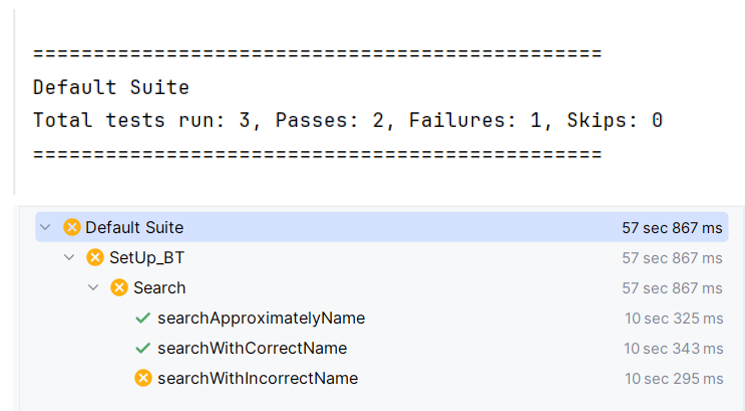 ===============================================
Default Suite
Total tests run: 3, Passes: 2, Failures: 1, Skips: 0
===============================================
Default Suite 57 sec 867 ms
SetUp_BT 57 sec 867 ms
Search 57 sec 867 ms
searchApproximatelyName 10 sec 325 ms
searchWithCorrectName 10 sec 343 ms
searchWithIncorrectName 10 sec 295 ms